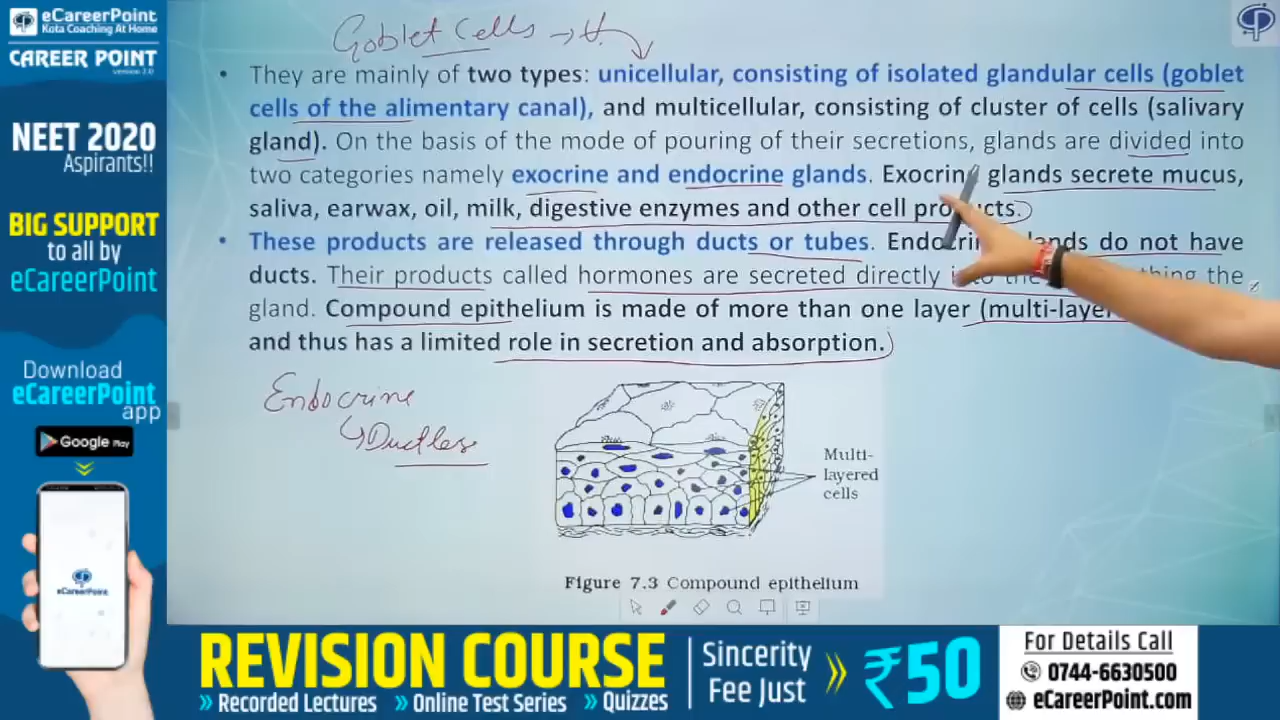 eCareerPoint
Kota Coaching At Home
CAREER POINT
version 2.0
NEET 2020
Aspirants!!
BIG SUPPORT
to all by
eCareerPoint
Download
eCareerPoint
app
Google Play
eCareerPoint
Goblet Cells →
• They are mainly of two types: unicellular, consisting of isolated glandular cells (goblet
cells of the alimentary canal), and multicellular, consisting of cluster of cells (salivary
gland). On the basis of the mode of pouring of their secretions, glands are divided into
two categories namely exocrine and endocrine glands. Exocrine glands secrete mucus,
saliva, earwax, oil, milk, digestive enzymes and other cell products.
• These products are released through ducts or tubes. Endocrine glands do not have
ducts. Their products called hormones are secreted directly the
gland. Compound epithelium is made of more than one layer (multi-layer
and thus has a limited role in secretion and absorption.
Endocrine
↳Ductless
Multi-
layered
cells
Figure 7.3 Compound epithelium
REVISION COURSE
» Recorded Lectures » Online Test Series » Quizzes
Sincerity
Fee Just
» ₹50
For Details Call
0744-6630500
eCareerPoint.com